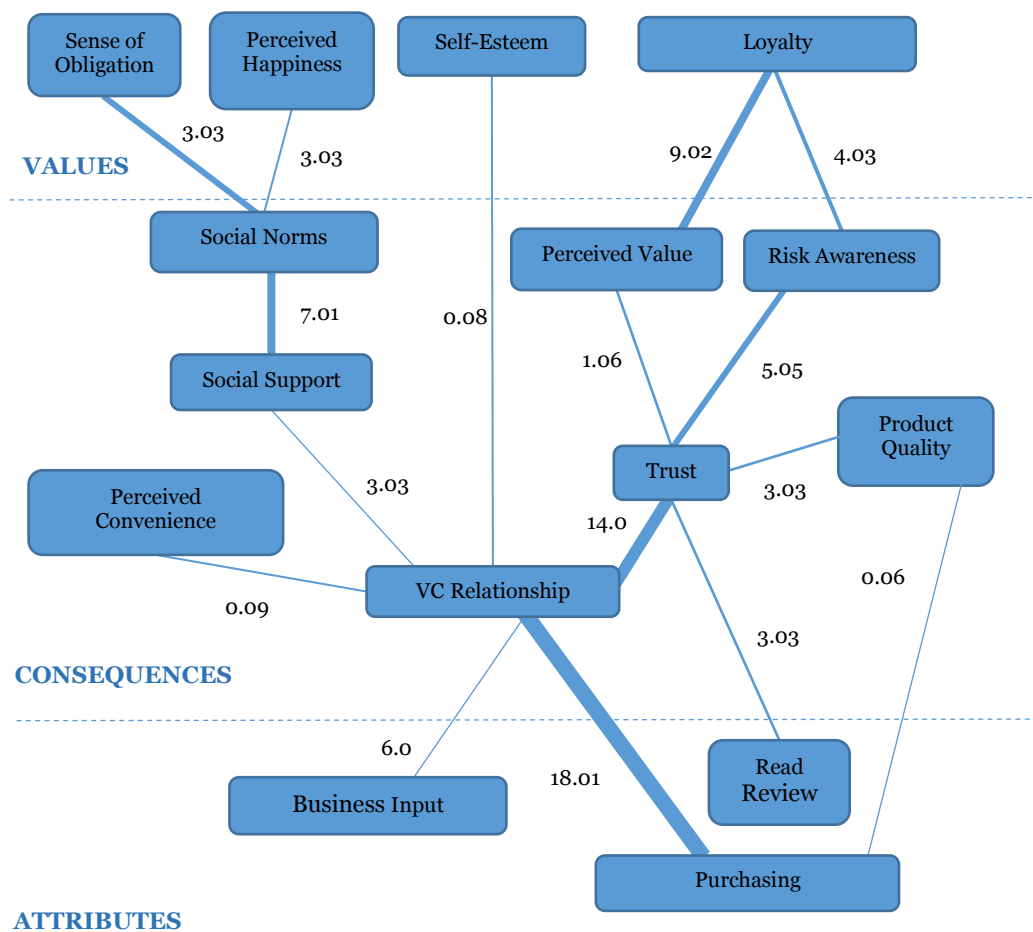 Sense of
Obligation
Perceived
Happiness
Self-Esteem
Loyalty
3.03
3.03
9.02
4.03
VALUES
Social Norms
Perceived Value
Risk Awareness
7.01
0.08
1.06
5.05
Social Support
Product
Quality
Trust
3.03
3.03
Perceived
Convenience
14.0
0.06
VC Relationship
0.09
3.03
CONSEQUENCES
6.0
18.01
Read
Review
Business Input
Purchasing
ATTRIBUTES